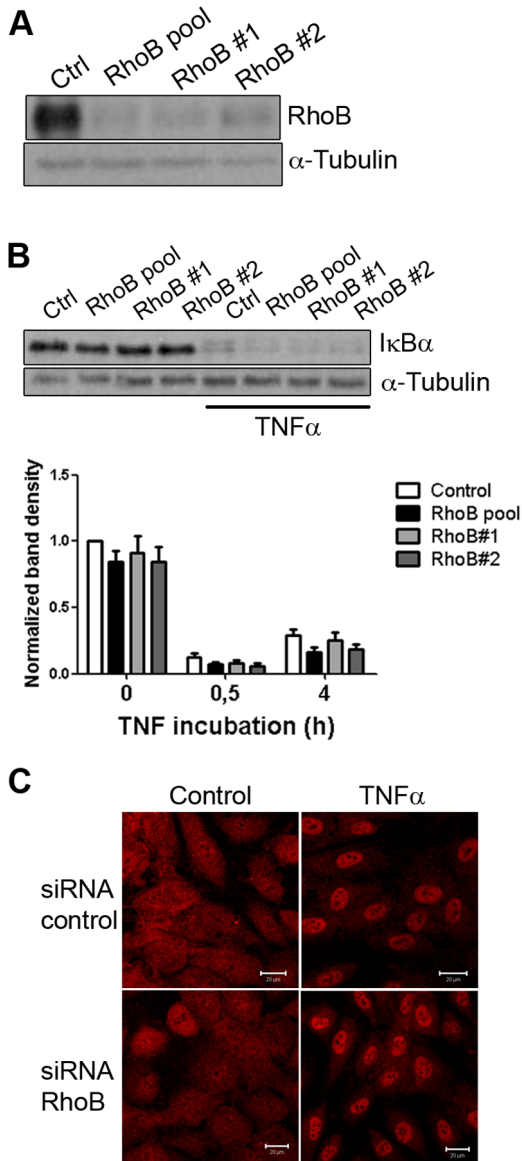 A
Ctrl RhoB pool RhoB #1 RhoB #2
RhoB
α-Tubulin
B
Ctrl RhoB pool RhoB #1 RhoB #2 Ctrl RhoB pool RhoB #1 RhoB #2
IκBα
α-Tubulin
TNFα
Normalized band density
1.5
1.0
0.5
0.0
0 0,5 4
TNF incubation (h)
Control
RhoB pool
RhoB#1
RhoB#2
C
Control TNFα
siRNA
control
20 µm 20 µm
siRNA
RhoB
20 µm 20 µm